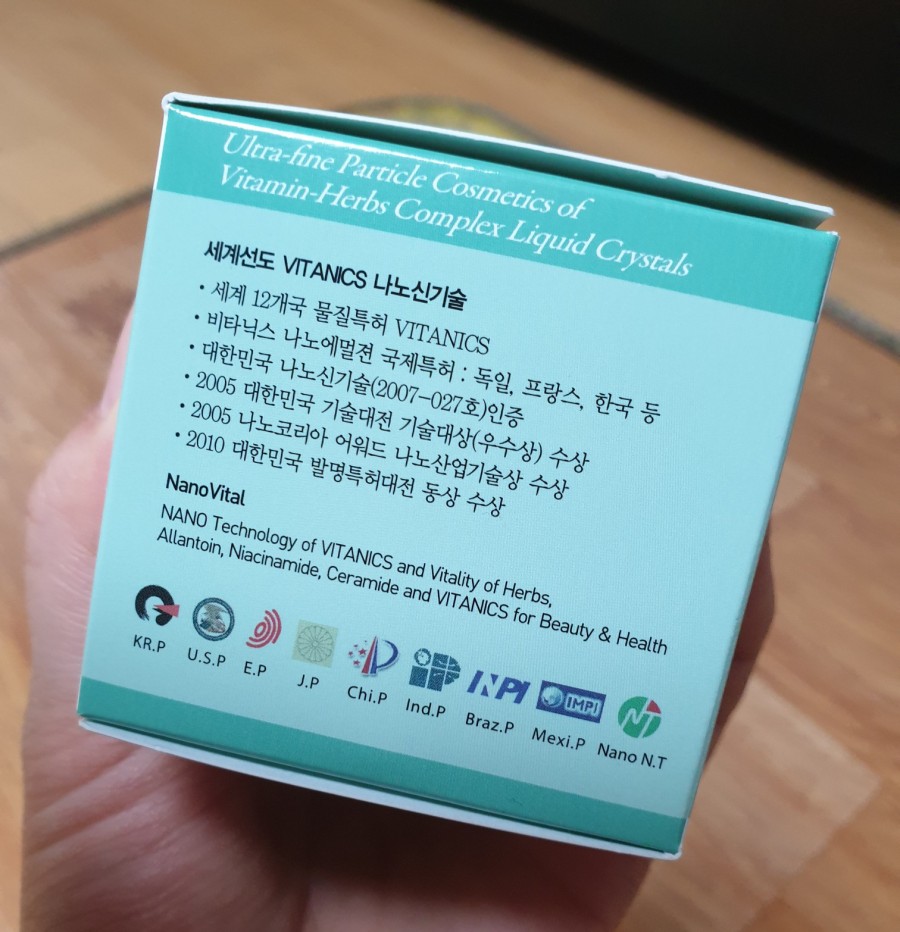 Ultra-fine Particle Cosmetics of
Vitamin-Herbs Complex Liquid Crystals
세계선도 VITANICS 나노신기술
• 세계 12개국 물질특허 VITANICS
• 비타닉스 나노에멀젼 국제특허 : 독일, 프랑스, 한국 등
• 대한민국 나노신기술(2007-027호)인증
• 2005 대한민국 기술대전 기술대상(우수상) 수상
• 2005 나노코리아 어워드 나노산업기술상 수상
• 2010 대한민국 발명특허대전 동상 수상
NanoVital
NANO Technology of VITANICS and Vitality of Herbs,
Allantoin, Niacinamide, Ceramide and VITANICS for Beauty & Health
INPI
IMPI
NT
KR.P
U.S.P
E.P
J.P
Chi.P
Ind.P
Braz.P
Mexi.P
Nano N.T